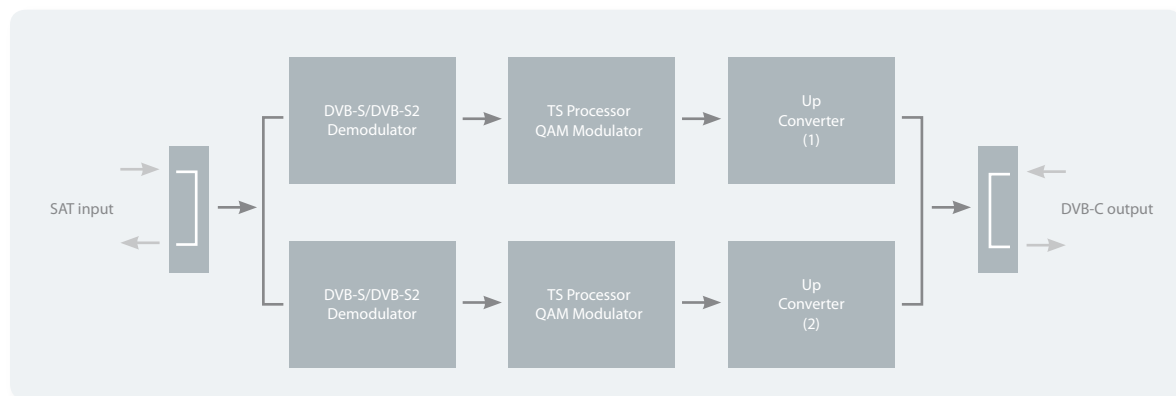 DVB-S/DVB-S2
Demodulator
TS Processor
QAM Modulator
Up
Converter
(1)
SAT input
DVB-C output
DVB-S/DVB-S2
Demodulator
TS Processor
QAM Modulator
Up
Converter
(2)